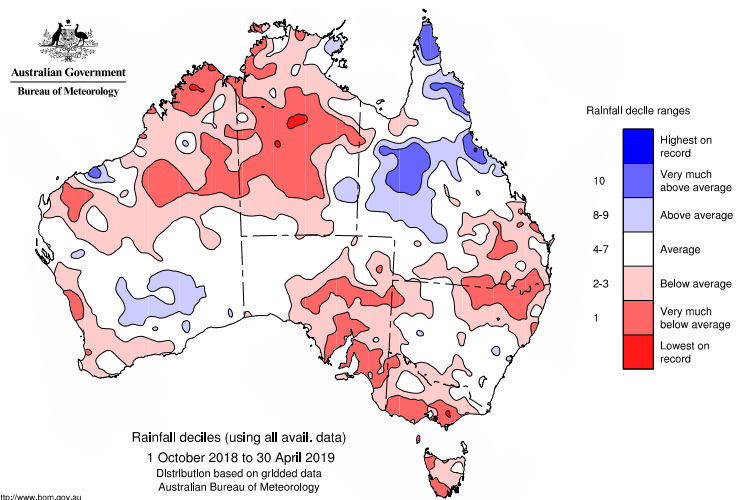 Australian Government
Bureau of Meteorology
Rainfall decile ranges
Highest on
record
10
Very much
above average
8-9
Above average
4-7
Average
2-3
Below average
1
Very much
below average
Lowest on
record
Rainfall deciles (using all avail. data)
1 October 2018 to 30 April 2019
Distribution based on gridded data
Australian Bureau of Meteorology
http://www.bom.gov.au